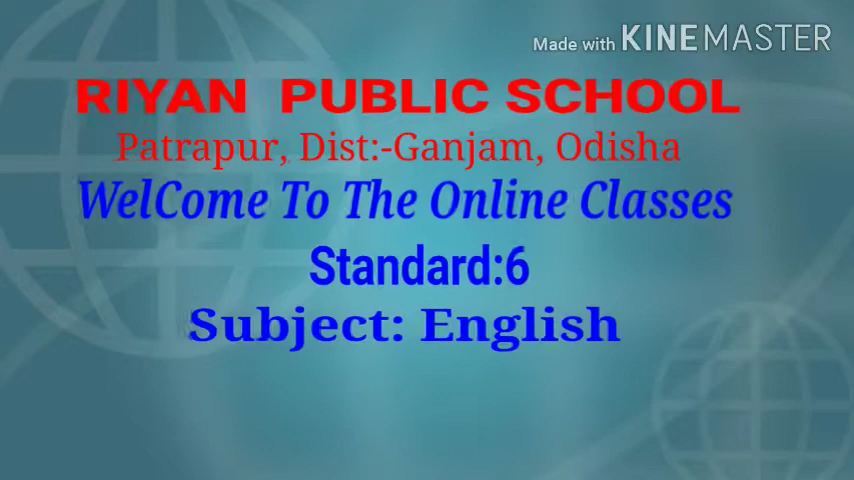 Made with KINEMASTER
RIYAN PUBLIC SCHOOL
Patrapur, Dist:-Ganjam, Odisha
WelCome To The Online Classes
Standard:6
Subject: English